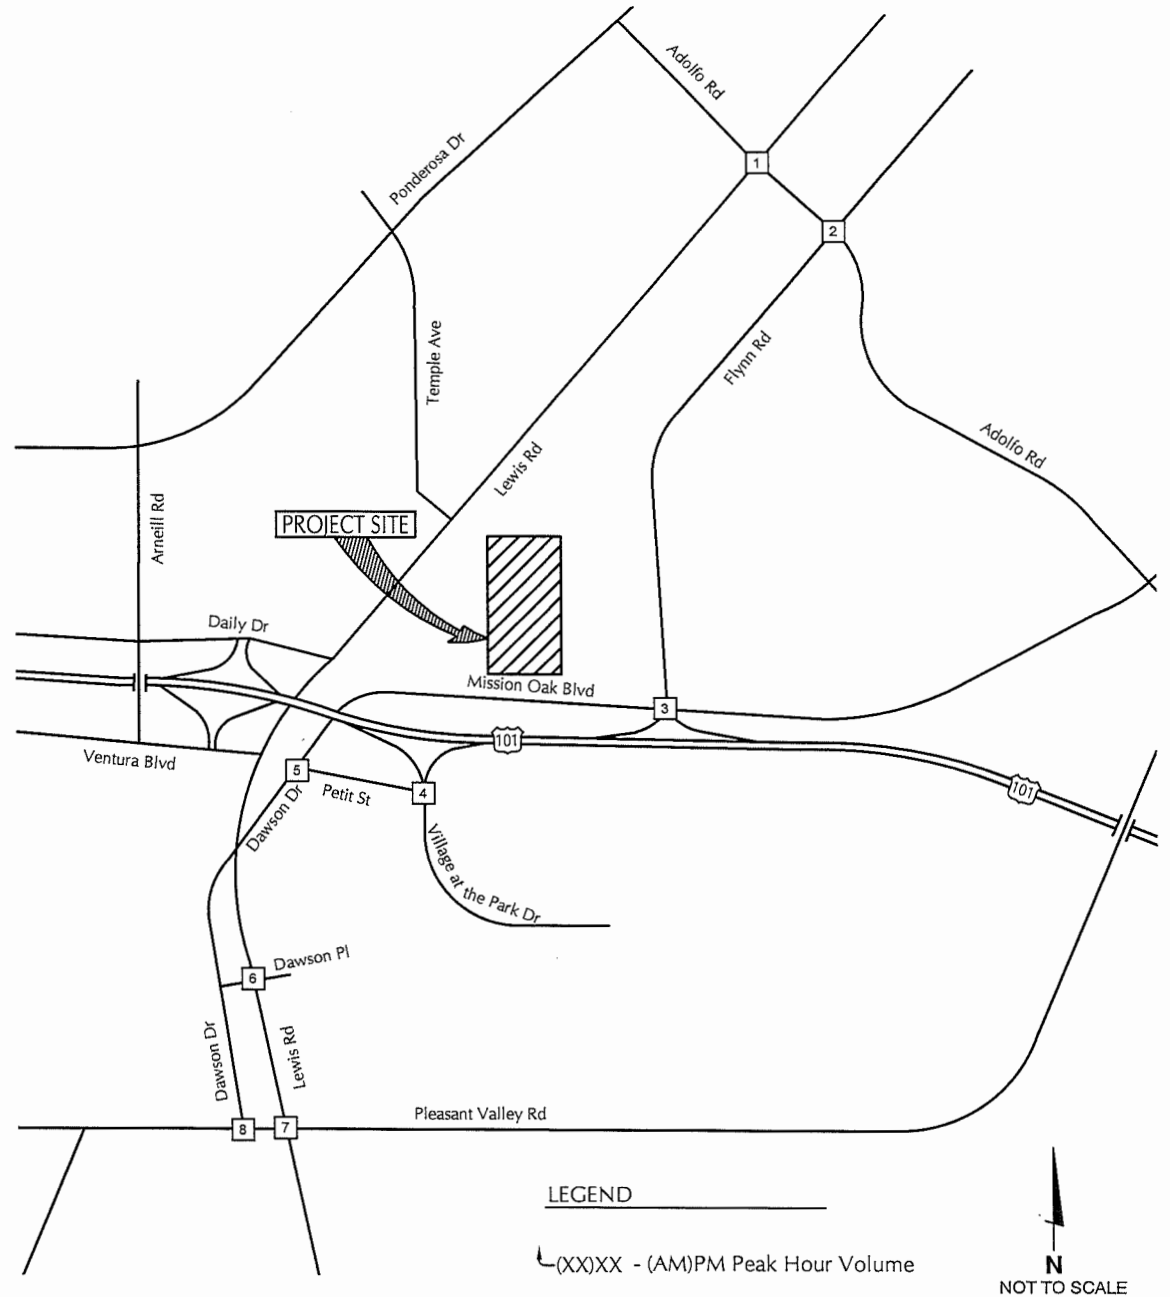 Adolfo Rd
1
Ponderosa Dr
2
Temple Ave
Flynn Rd
Adolfo Rd
Lewis Rd
Arneill Rd
PROJECT SITE
Daily Dr
Mission Oak Blvd
3
101
Ventura Blvd
5
Petit St
4
101
Dawson Dr
Village at the Park Dr
Dawson Pl
6
Dawson Dr
Lewis Rd
Pleasant Valley Rd
8
7
LEGEND
(XX)XX - (AM)PM Peak Hour Volume
N
NOT TO SCALE